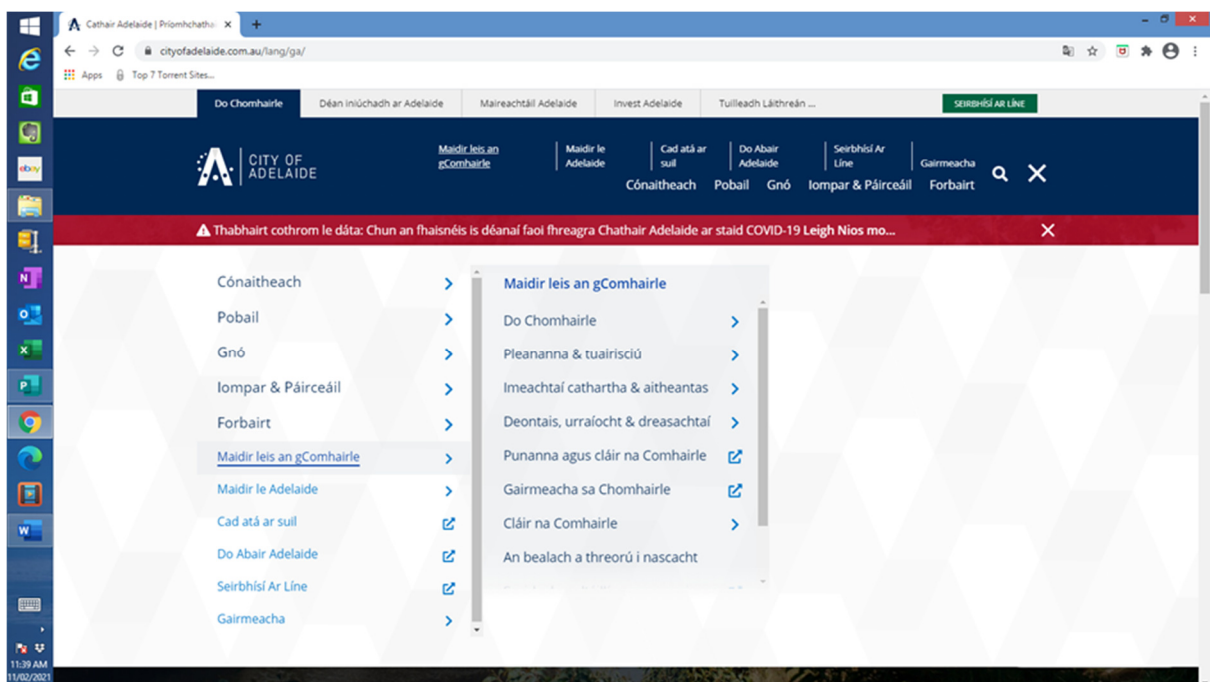 Cathair Adelaide | Príomhchatha
cityofadelaide.com.au/lang/ga/
Apps Top 7 Torrent Sites...
Do Chomhairle Déan iniúchadh ar Adelaide Maireachtáil Adelaide Invest Adelaide Tuilleadh Láithreán ... SEIRBHÍSÍ AR LÍNE
CITY OF
ADELAIDE
Maidir leis an
gComhairle
Maidir le
Adelaide
Cad atá ar
suil
Do Abair
Adelaide
Seirbhísí Ar
Líne
Gairmeacha
Cónaitheach Pobail Gnó Iompar & Páirceáil Forbairt
Thabhairt cothrom le dáta: Chun an fhaisnéis is déanaí faoi fhreagra Chathair Adelaide ar staid COVID-19 Leigh Nios mo...
Cónaitheach
Pobail
Gnó
Iompar & Páirceáil
Forbairt
Maidir leis an gComhairle
Maidir le Adelaide
Cad atá ar suil
Do Abair Adelaide
Seirbhísí Ar Líne
Gairmeacha
Maidir leis an gComhairle
Do Chomhairle
Pleananna & tuairisciú
Imeachtaí cathartha & aitheantas
Deontais, urraíocht & dreasachtaí
Punanna agus cláir na Comhairle
Gairmeacha sa Chomhairle
Cláir na Comhairle
An bealach a threorú i nascacht
ebay
11:39 AM
11/02/2021